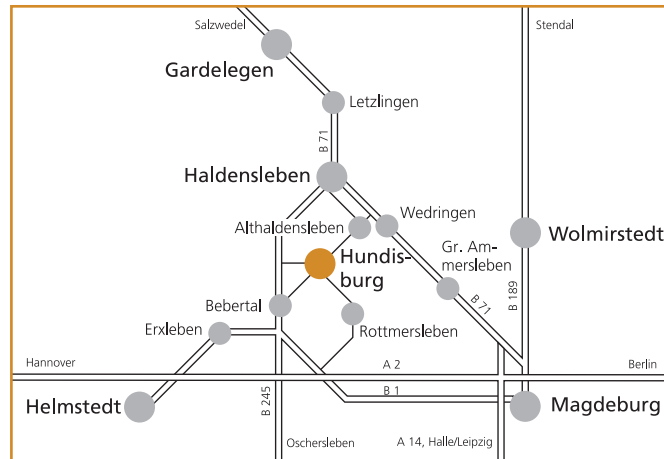 Salzwedel
Stendal
Gardelegen
Letzlingen
B 71
Haldensleben
Althaldensleben
Wedringen
Wolmirstedt
Hundis-
burg
Gr. Am-
mersleben
B 189
B 71
Bebertal
Erxleben
Rottmersleben
Hannover
A 2
Berlin
B 1
B 245
Helmstedt
Magdeburg
Oschersleben
A 14, Halle/Leipzig